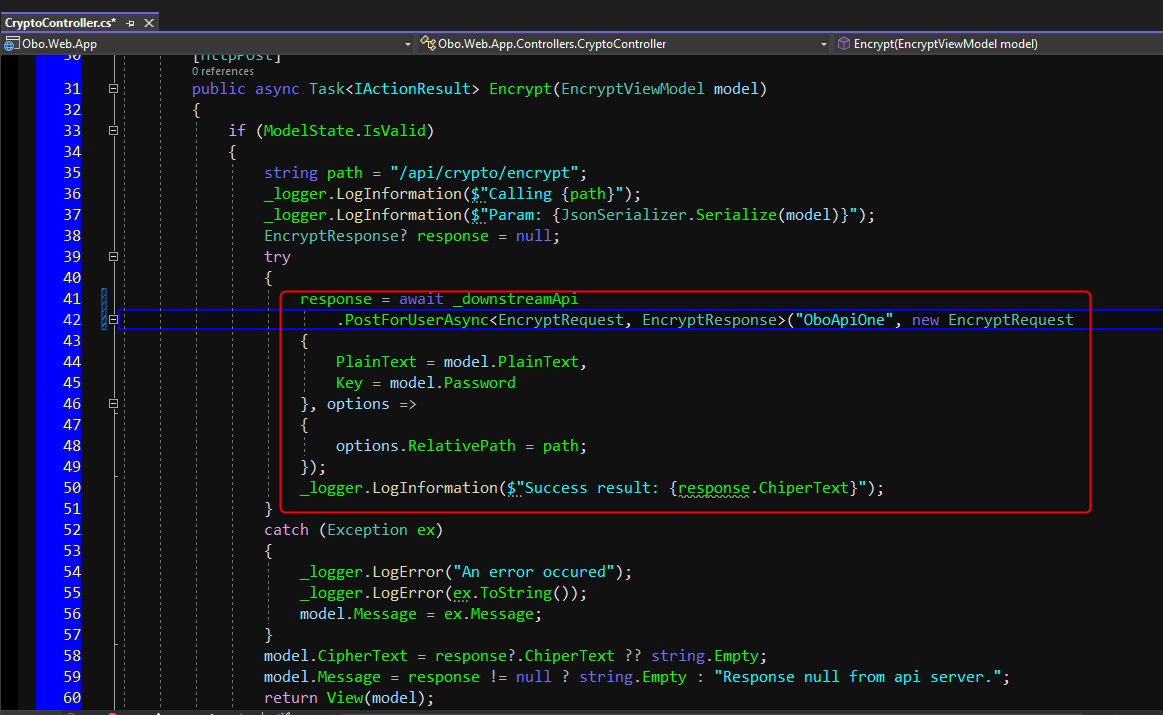 CryptoController.cs*
Obo.Web.App Obo.Web.App.Controllers.CryptoController Encrypt(EncryptViewModel model)
30 [HttpPost]
0 references
31 public async Task<IActionResult> Encrypt(EncryptViewModel model)
32 {
33 if (ModelState.IsValid)
34 {
35 string path = "/api/crypto/encrypt";
36 _logger.LogInformation($"Calling {path}");
37 _logger.LogInformation($"Param: {JsonSerializer.Serialize(model)}");
38 EncryptResponse? response = null;
39 try
40 {
41 response = await _downstreamApi
42 .PostForUserAsync<EncryptRequest, EncryptResponse>("OboApiOne", new EncryptRequest
43 {
44 PlainText = model.PlainText,
45 Key = model.Password
46 }, options =>
47 {
48 options.RelativePath = path;
49 });
50 _logger.LogInformation($"Success result: {response.ChiperText}");
51 }
52 catch (Exception ex)
53 {
54 _logger.LogError("An error occured");
55 _logger.LogError(ex.ToString());
56 model.Message = ex.Message;
57 }
58 model.CipherText = response?.ChiperText ?? string.Empty;
59 model.Message = response != null ? string.Empty : "Response null from api server.";
60 return View(model);